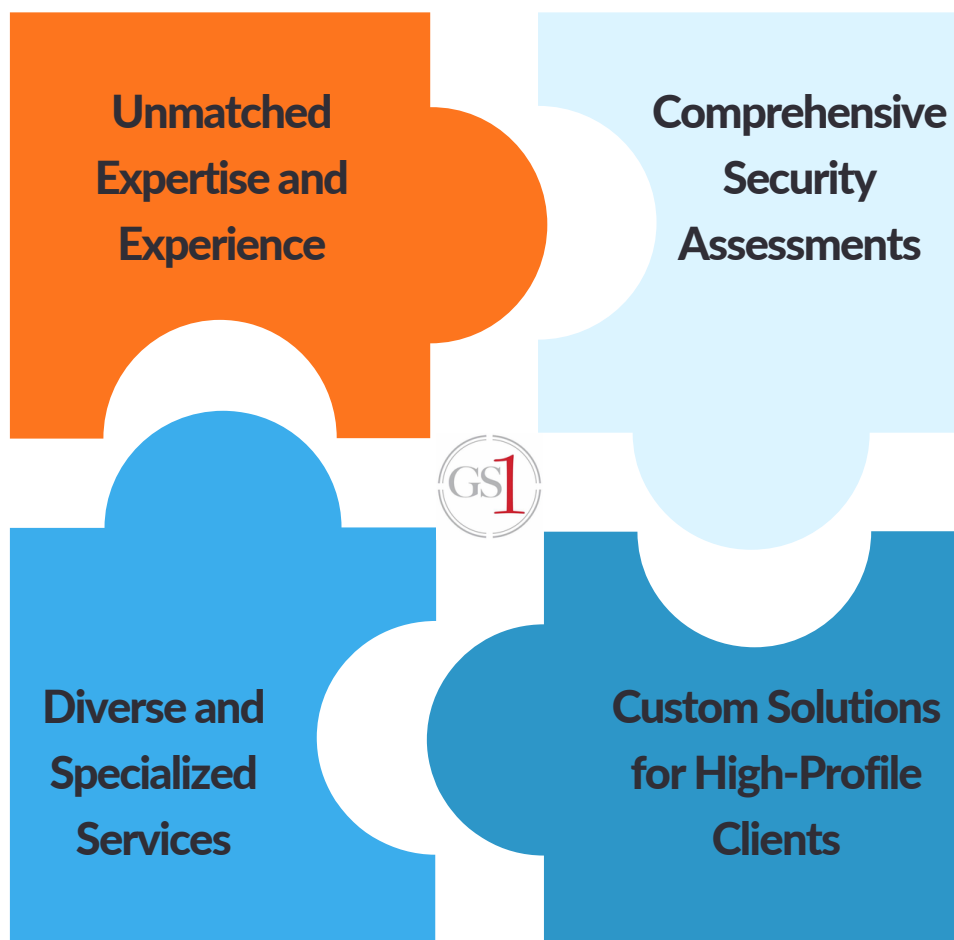 Unmatched
Expertise and
Experience
Comprehensive
Security
Assessments
GS1
Diverse and
Specialized
Services
Custom Solutions
for High-Profile
Clients